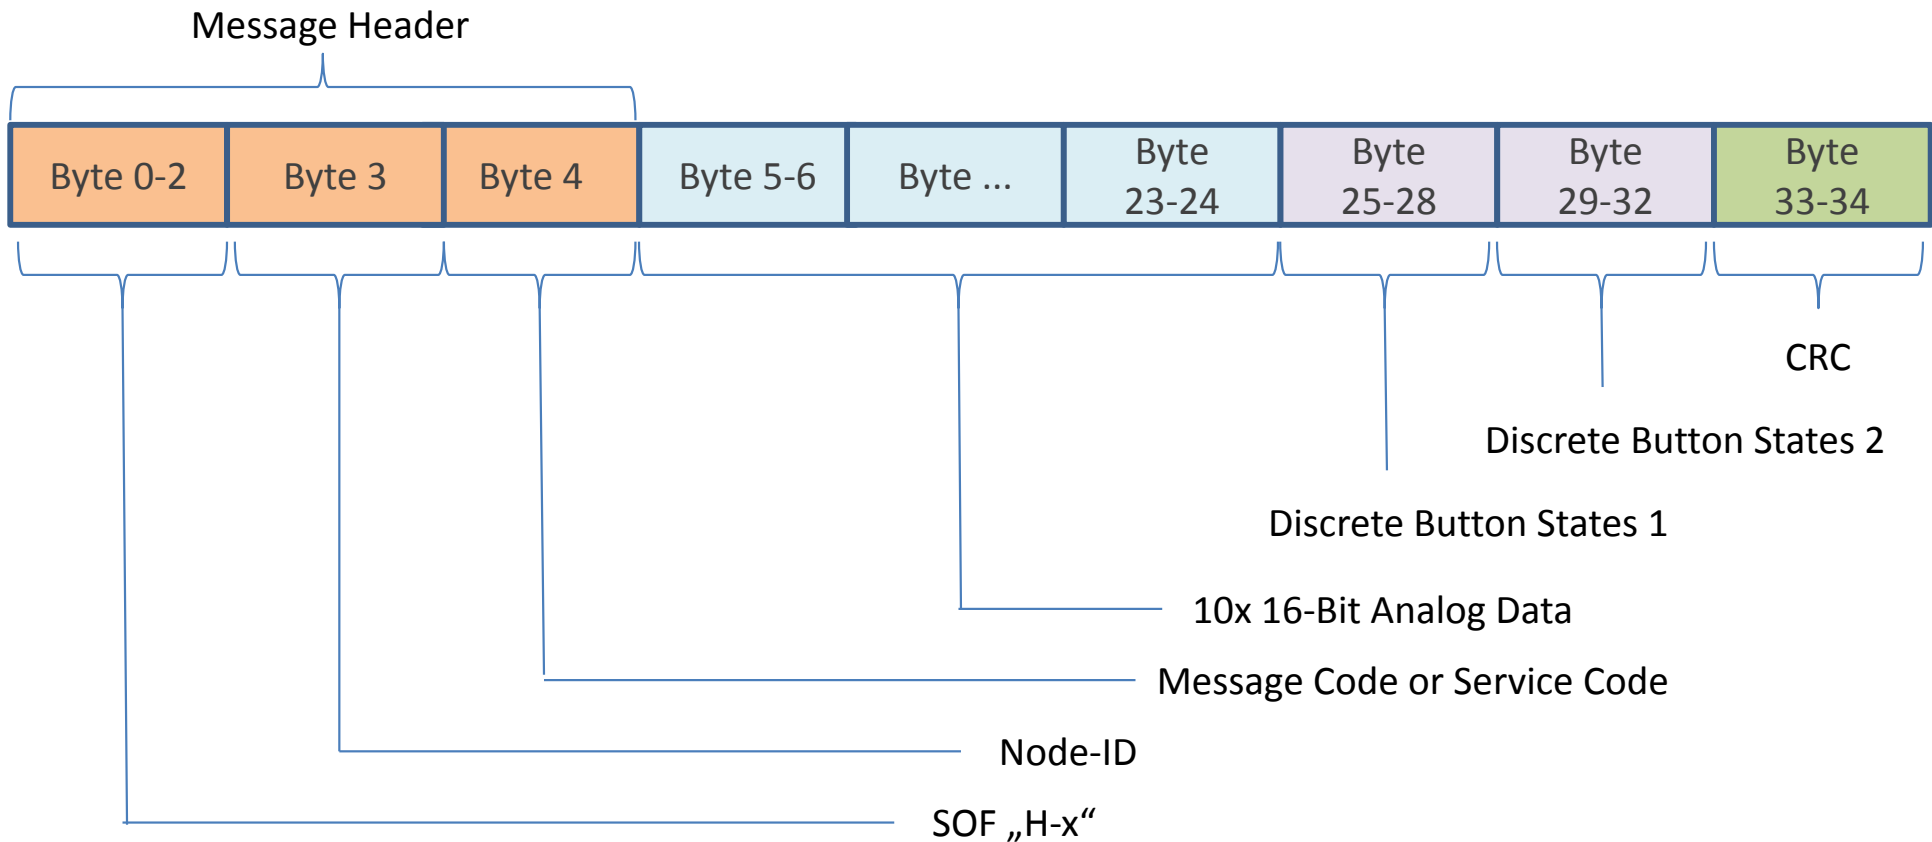 Message Header
Byte 0-2
Byte 3
Byte 4
Byte 5-6
Byte ...
Byte
23-24
Byte
25-28
Byte
29-32
Byte
33-34
CRC
Discrete Button States 2
Discrete Button States 1
10x 16-Bit Analog Data
Message Code or Service Code
Node-ID
SOF „H-x“